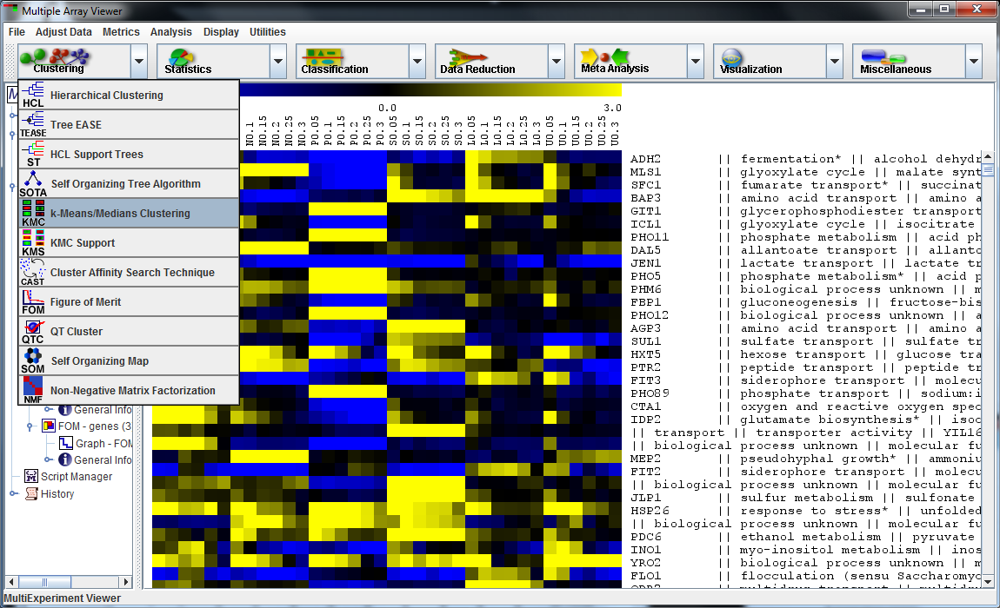 Multiple Array Viewer
File Adjust Data Metrics Analysis Display Utilities
Clustering Statistics Classification Data Reduction Meta Analysis Visualization Miscellaneous
HCL Hierarchical Clustering
TEASE Tree EASE
ST HCL Support Trees
SOTA Self Organizing Tree Algorithm
KMC k-Means/Medians Clustering
KMS KMC Support
CAST Cluster Affinity Search Technique
FOM Figure of Merit
QTC QT Cluster
SOM Self Organizing Map
NMF Non-Negative Matrix Factorization
General Info
FOM - genes (3
Graph - FOM
General Info
Script Manager
History
0.0 3.0
N0.1 N0.15 N0.2 N0.25 N0.3 P0.05 P0.1 P0.15 P0.2 P0.25 P0.3 S0.05 S0.1 S0.15 S0.2 S0.25 S0.3 L0.05 L0.1 L0.15 L0.2 L0.25 L0.3 U0.05 U0.1 U0.15 U0.2 U0.25 U0.3
ADH2 || fermentation* || alcohol dehydr
MLS1 || glyoxylate cycle || malate synt
SFC1 || fumarate transport* || succinat
BAP3 || amino acid transport || amino a
GIT1 || glycerophosphodiester transport
ICL1 || glyoxylate cycle || isocitrate
PHO11 || phosphate metabolism || acid ph
DAL5 || allantoate transport || allanto
JEN1 || lactate transport || lactate tr
PHO5 || phosphate metabolism* || acid p
PHM6 || biological process unknown || m
FBP1 || gluconeogenesis || fructose-bis
PHO12 || biological process unknown || a
AGP3 || amino acid transport || amino a
SUL1 || sulfate transport || sulfate tr
HXT5 || hexose transport || glucose tra
PTR2 || peptide transport || peptide tr
FIT3 || siderophore transport || molecu
PHO89 || phosphate transport || sodium:i
CTA1 || oxygen and reactive oxygen spec
IDP2 || glutamate biosynthesis* || isoc
|| transport || transporter activity || YIL16
|| biological process unknown || molecular fu
MEP2 || pseudohyphal growth* || ammoniu
FIT2 || siderophore transport || molecu
|| biological process unknown || molecular fu
JLP1 || sulfur metabolism || sulfonate
HSP26 || response to stress* || unfolded
|| biological process unknown || molecular fu
PDC6 || ethanol metabolism || pyruvate
INO1 || myo-inositol metabolism || inos
YRO2 || biological process unknown || m
FLO1 || flocculation (sensu Saccharomyc
MultiExperiment Viewer